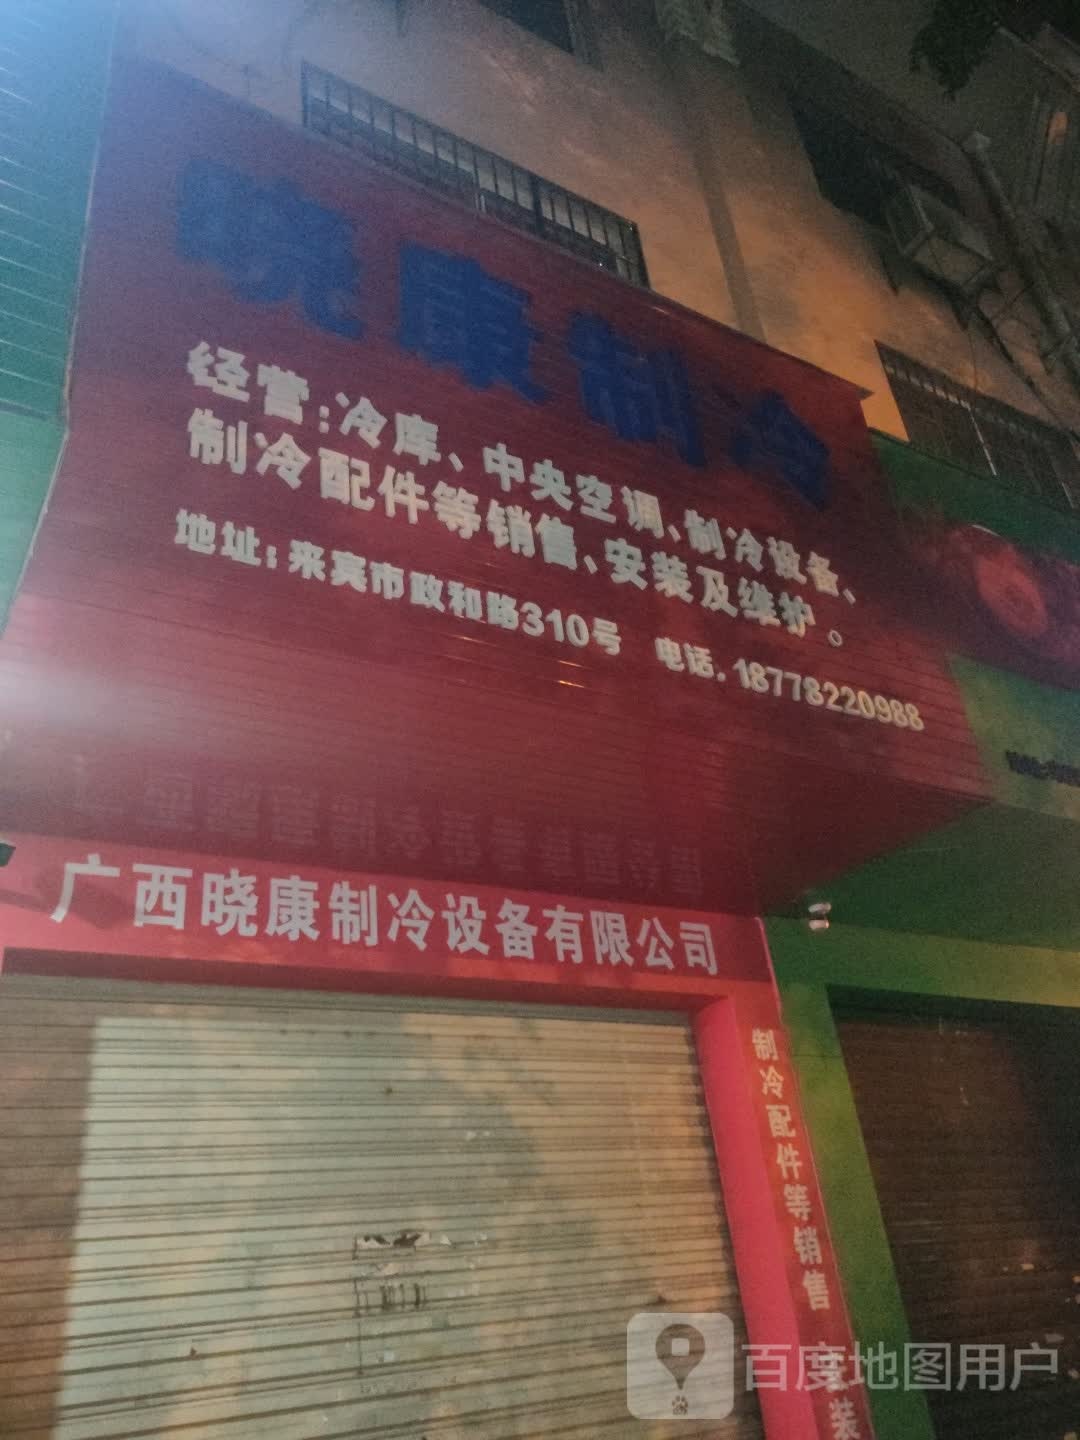 晓康制冷
经营:冷库、中央空调、制冷设备、
制冷配件等销售、安装及维护。
地址:来宾市政和路310号 电话.18778220988
广西晓康制冷设备有限公司
制冷配件等销售 安装
百度地图用户